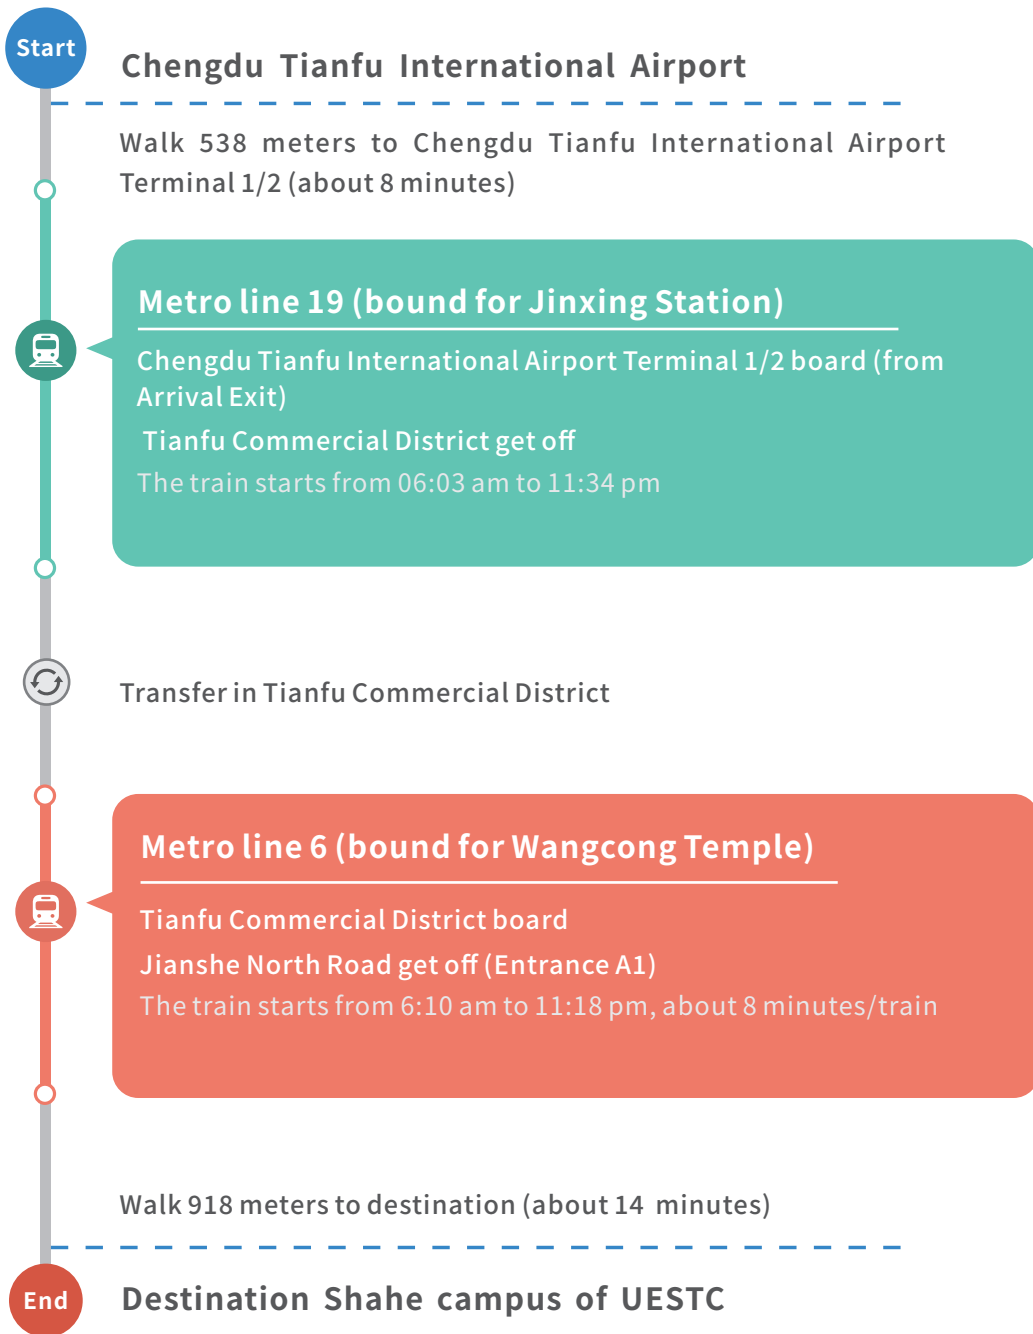 Start
Chengdu Tianfu International Airport
Walk 538 meters to Chengdu Tianfu International Airport
Terminal 1/2 (about 8 minutes)
Metro line 19 (bound for Jinxing Station)
Chengdu Tianfu International Airport Terminal 1/2 board (from
Arrival Exit)
Tianfu Commercial District get off
The train starts from 06:03 am to 11:34 pm
Transfer in Tianfu Commercial District
Metro line 6 (bound for Wangcong Temple)
Tianfu Commercial District board
Jianshe North Road get off (Entrance A1)
The train starts from 6:10 am to 11:18 pm, about 8 minutes/train
Walk 918 meters to destination (about 14 minutes)
End
Destination Shahe campus of UESTC